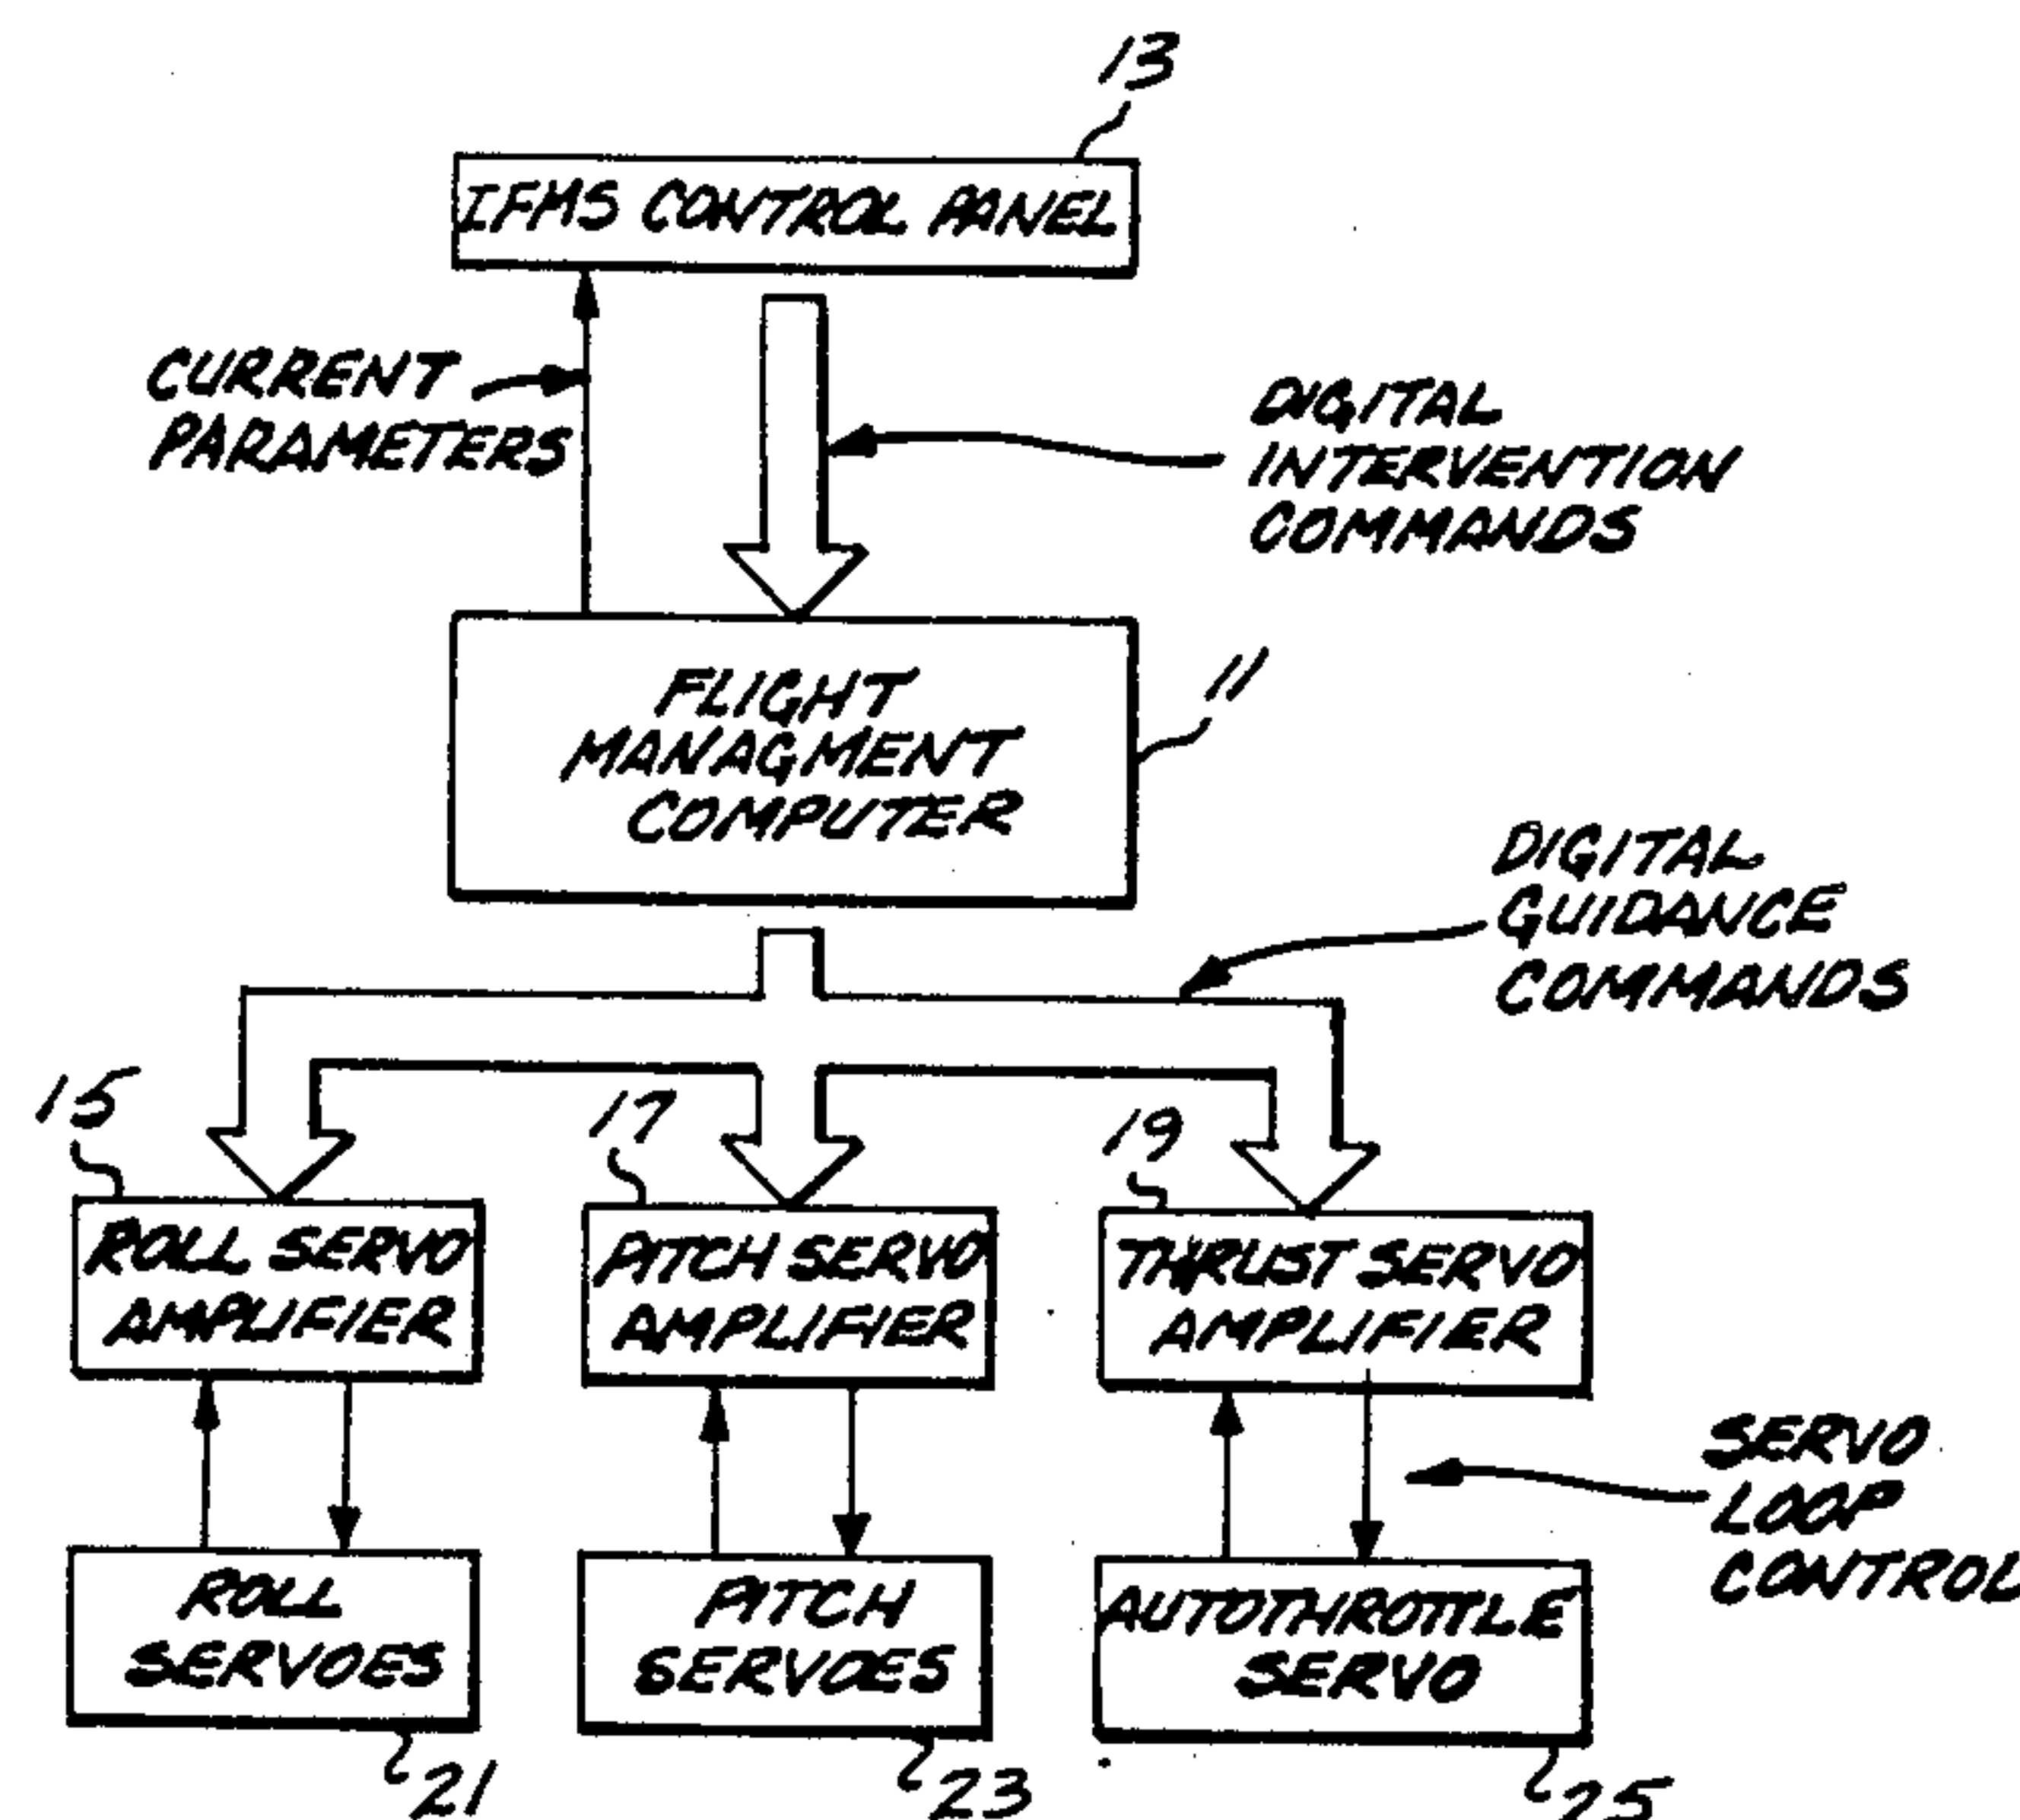 13
IFMS CONTROL PANEL
CURRENT
PARAMETERS
DIGITAL
INTERVENTION
COMMANDS
11
FLIGHT
MANAGMENT
COMPUTER
DIGITAL
GUIDANCE
COMMANDS
15
17
19
ROLL SERVO
AMPLIFIER
PITCH SERVO
AMPLIFIER
THRUST SERVO
AMPLIFIER
SERVO
LOOP
CONTROL
ROLL
SERVOES
PITCH
SERVOES
AUTOTHROTTLE
SERVO
21
23
25